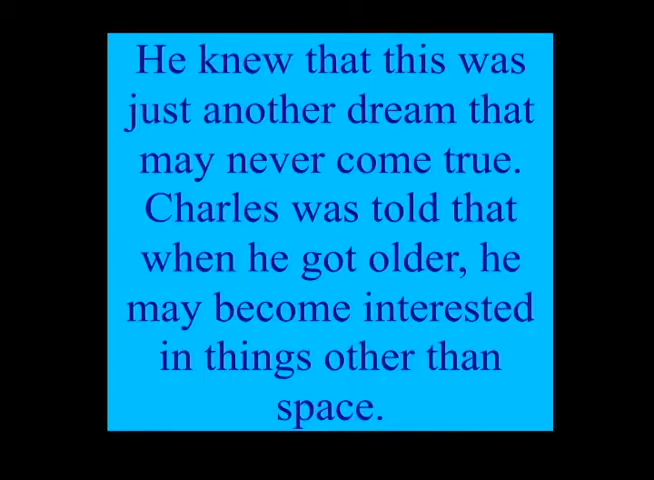 He knew that this was
just another dream that
may never come true.
Charles was told that
when he got older, he
may become interested
in things other than
space.